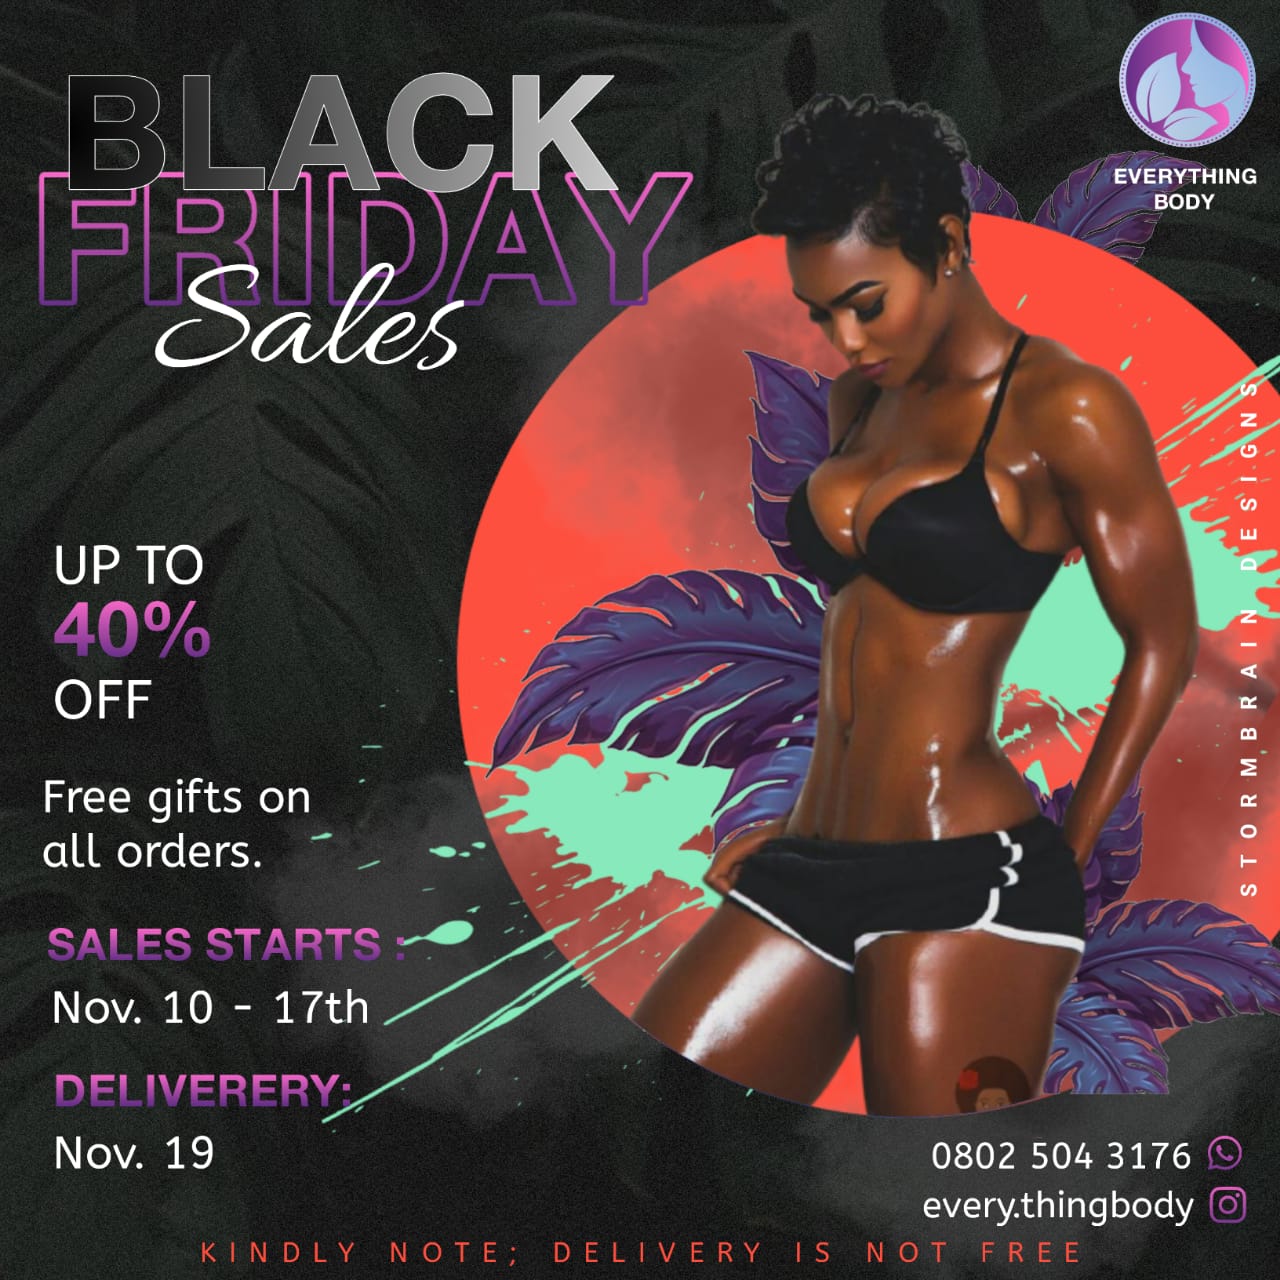 BLACK
FRIDAY
Sales
EVERYTHING
BODY
UP TO
40%
OFF
Free gifts on
all orders.
SALES STARTS :
Nov. 10 - 17th
DELIVERERY:
Nov. 19
STORMBRAIN DESIGNS
0802 504 3176
every.thingbody
KINDLY NOTE; DELIVERY IS NOT FREE